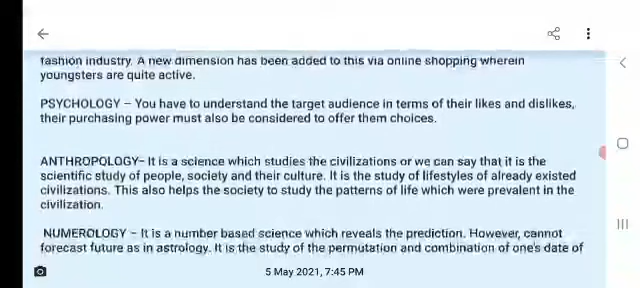 fashion industry. A new dimension has been added to this via online shopping wherein
youngsters are quite active.
PSYCHOLOGY – You have to understand the target audience in terms of their likes and dislikes,
their purchasing power must also be considered to offer them choices.
ANTHROPOLOGY– It is a science which studies the civilizations or we can say that it is the
scientific study of people, society and their culture. It is the study of lifestyles of already existed
civilizations. This also helps the society to study the patterns of life which were prevalent in the
civilization.
NUMEROLOGY – It is a number based science which reveals the prediction. However, cannot
forecast future as in astrology. It is the study of the permutation and combination of one's date of
5 May 2021, 7:45 PM